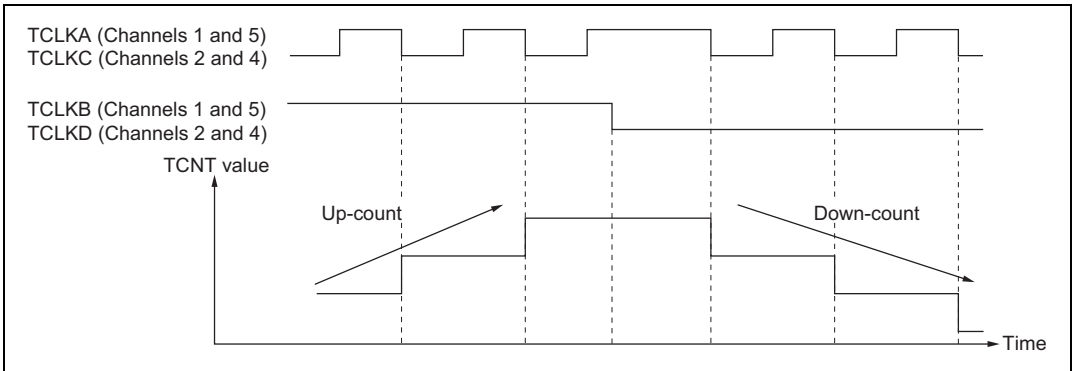 TCLKA (Channels 1 and 5)
TCLKC (Channels 2 and 4)
TCLKB (Channels 1 and 5)
TCLKD (Channels 2 and 4)
TCNT value
Up-count
Down-count
Time